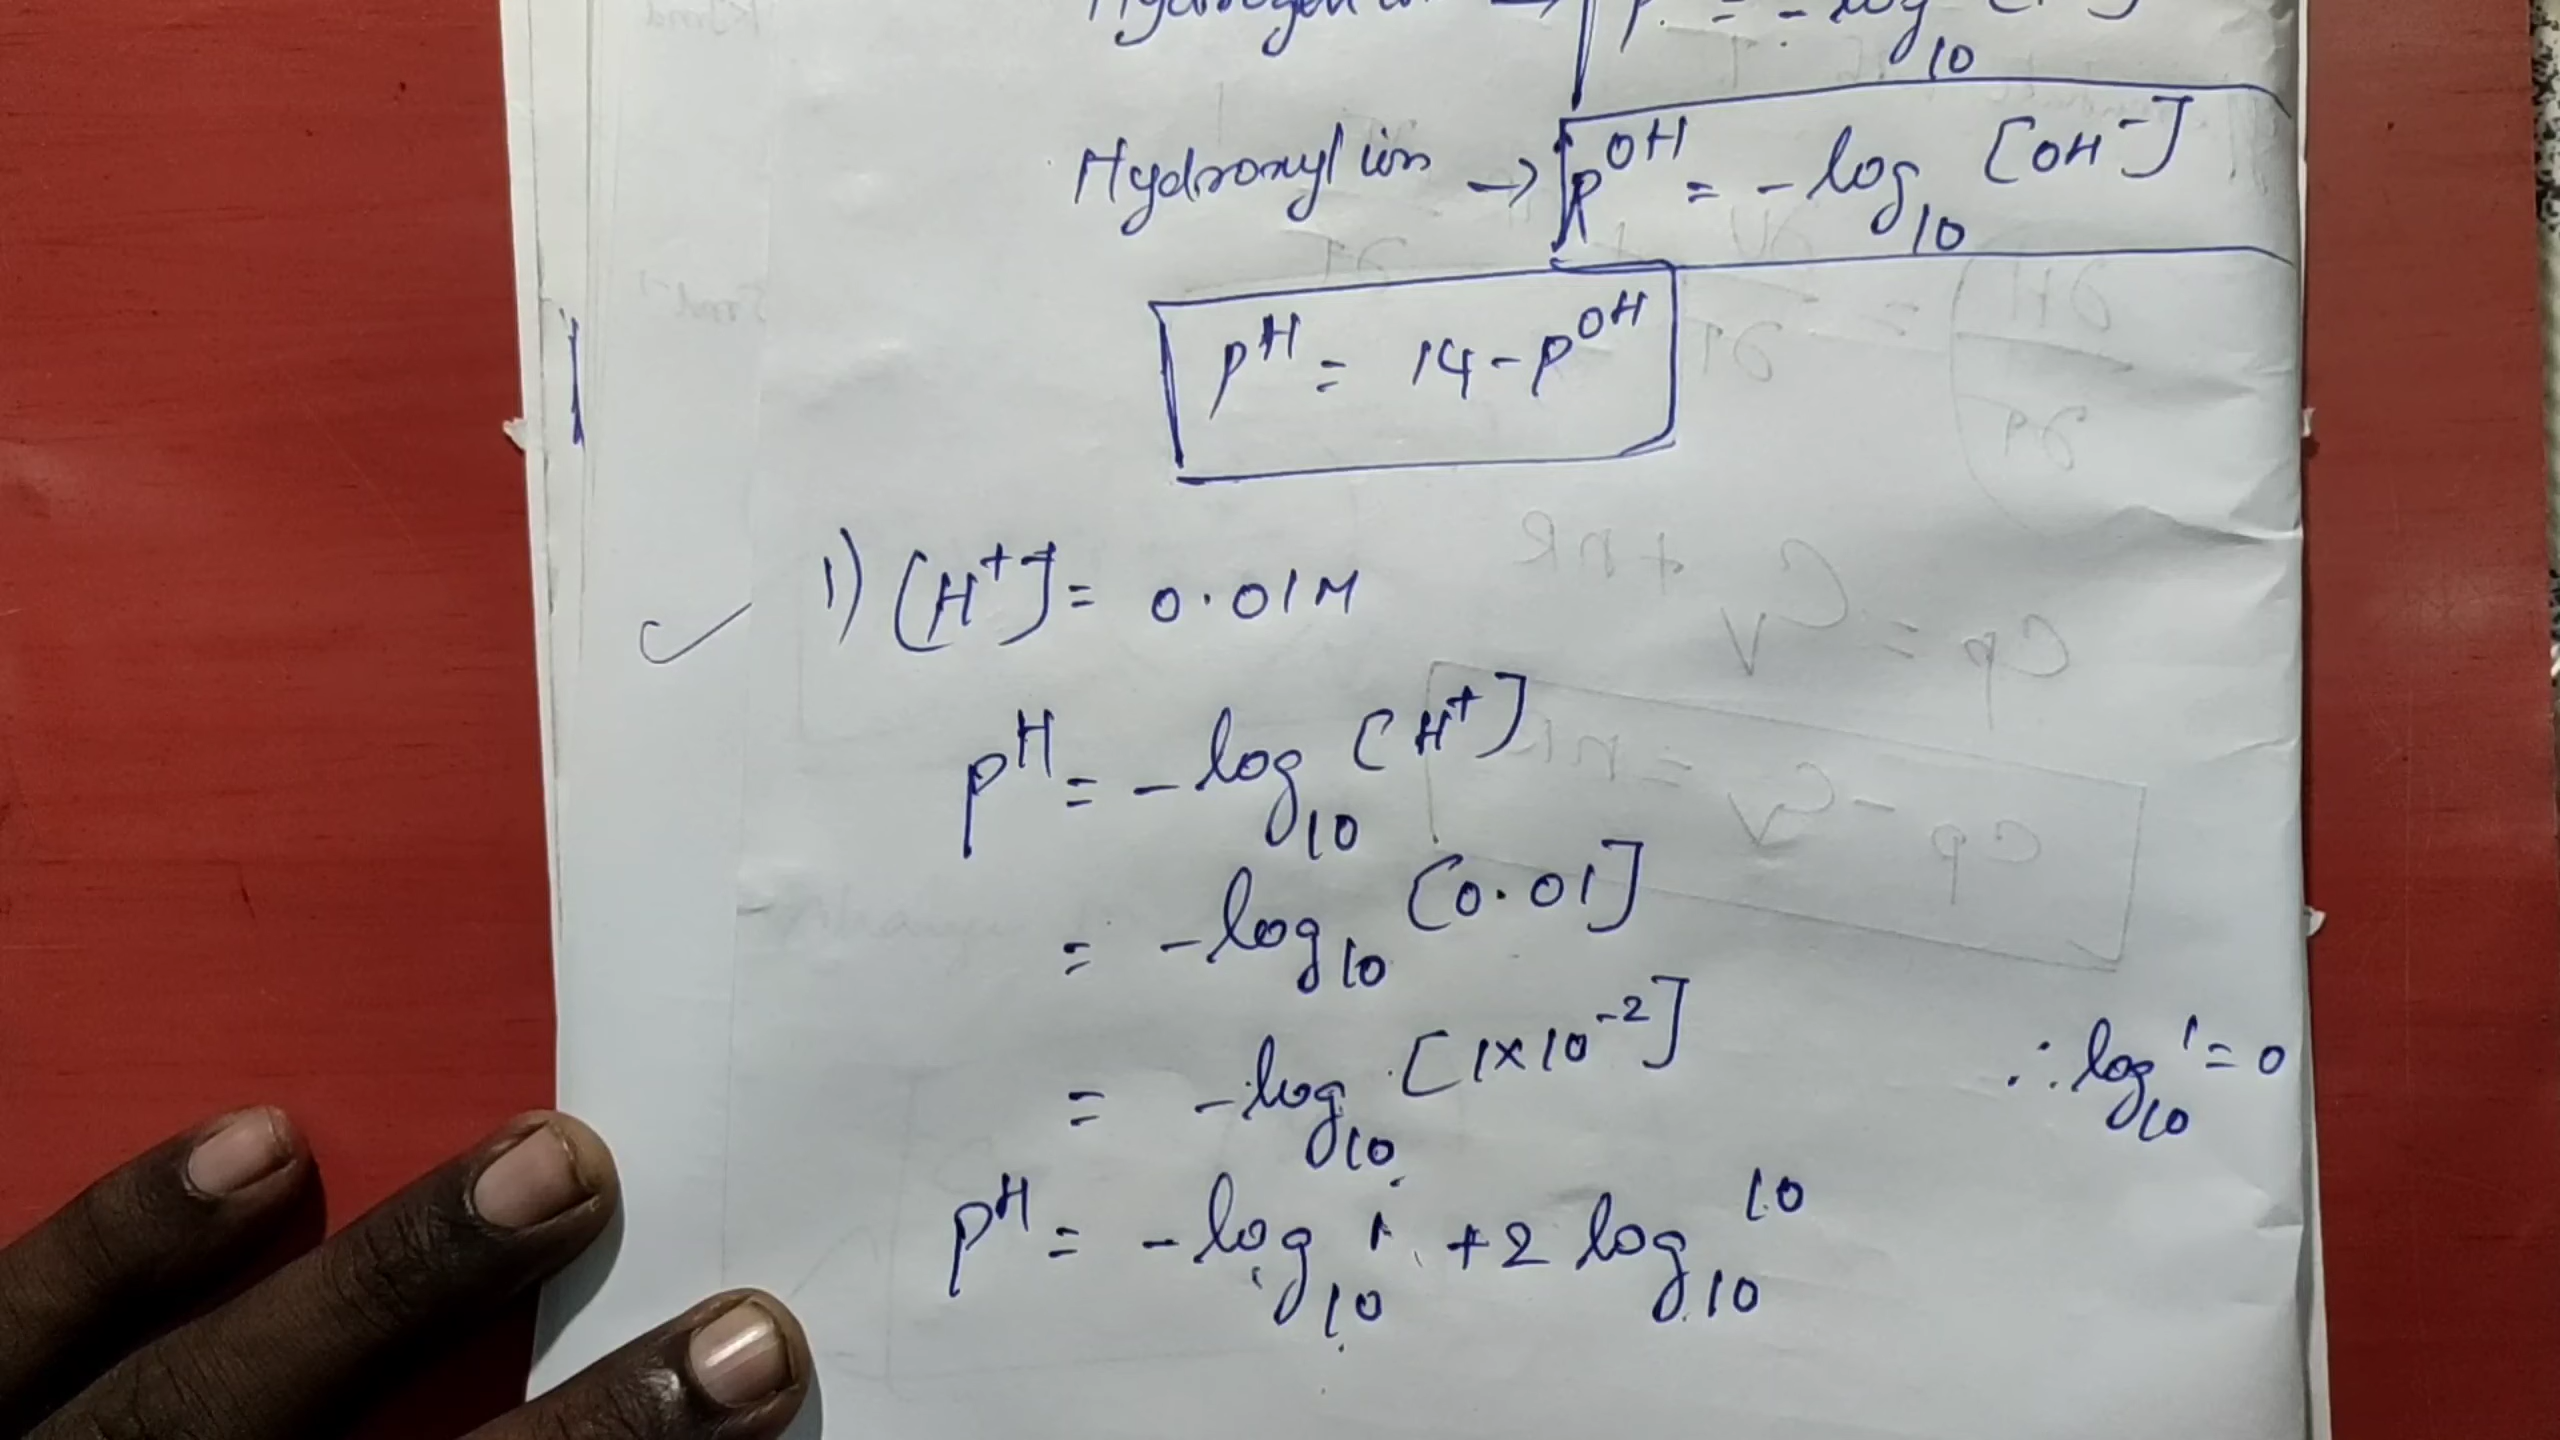 = - log₁₀
Hydroxyl ion → pᴼᴴ = - log₁₀ [OH⁻]
pᴴ = 14 - pᴼᴴ
1) [H⁺] = 0.01M
pᴴ = - log₁₀ [H⁺]
= - log₁₀ [0.01]
= - log₁₀ [1×10⁻²]
∴ log₁₀ 1 = 0
pᴴ = - log₁₀ 1 + 2 log₁₀ 10